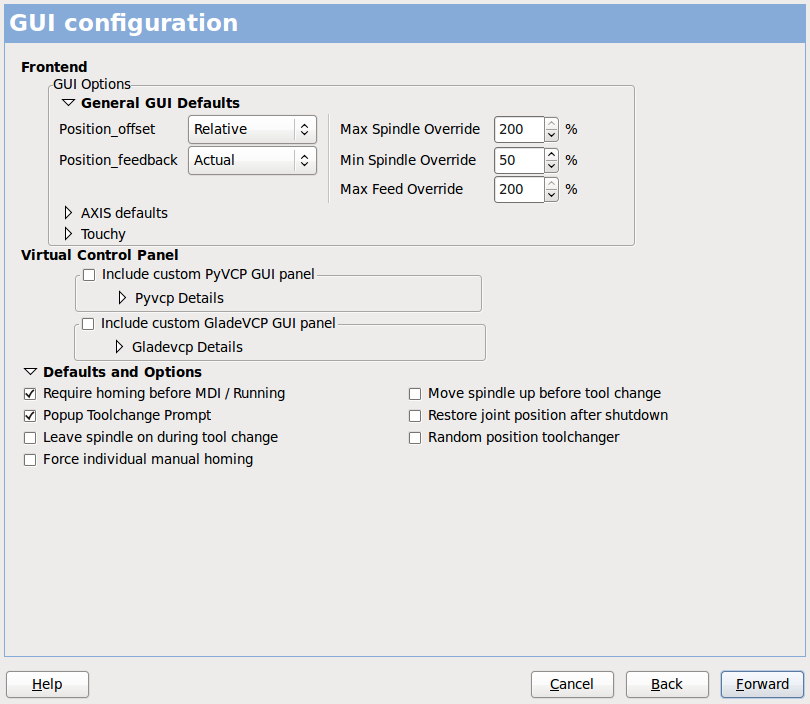 GUI configuration
Frontend
GUI Options
General GUI Defaults
Position_offset Relative Max Spindle Override 200 %
Position_feedback Actual Min Spindle Override 50 %
Max Feed Override 200 %
AXIS defaults
Touchy
Virtual Control Panel
Include custom PyVCP GUI panel
Pyvcp Details
Include custom GladeVCP GUI panel
Gladevcp Details
Defaults and Options
Require homing before MDI / Running Move spindle up before tool change
Popup Toolchange Prompt Restore joint position after shutdown
Leave spindle on during tool change Random position toolchanger
Force individual manual homing
Help Cancel Back Forward